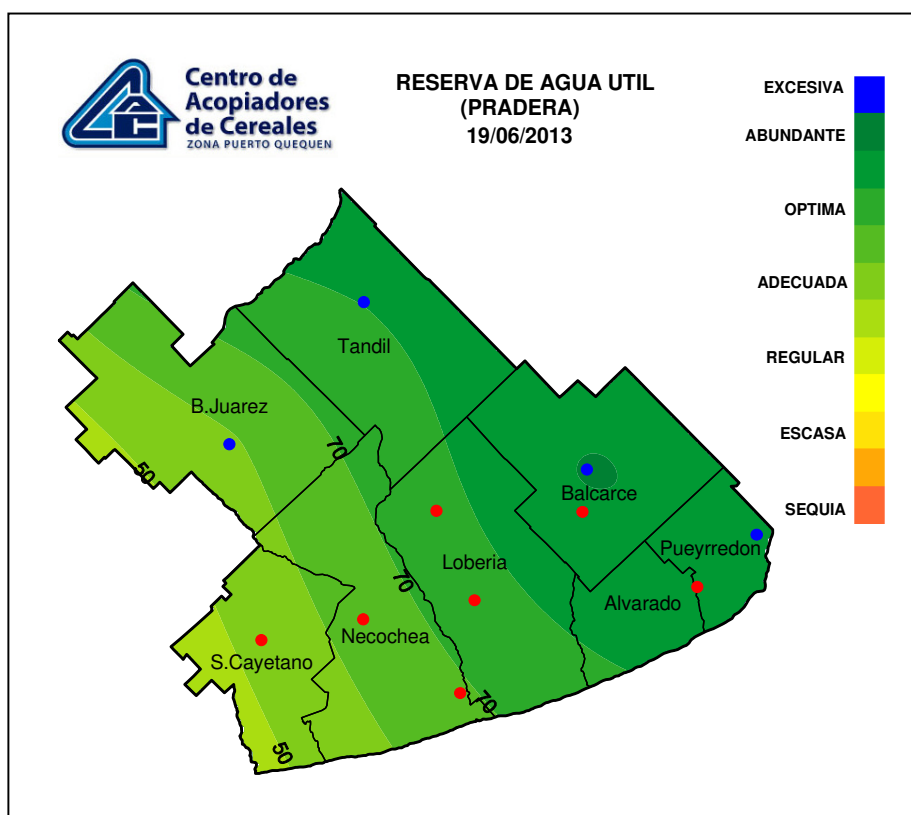 Centro de
Acopiadores
de Cereales
ZONA PUERTO QUEQUEN
CAC
RESERVA DE AGUA UTIL
(PRADERA)
19/06/2013
EXCESIVA
ABUNDANTE
OPTIMA
ADECUADA
REGULAR
ESCASA
SEQUIA
Tandil
B.Juarez
70
50
Balcarce
Loberia
Pueyrredon
70
Alvarado
Necochea
S.Cayetano
70
50